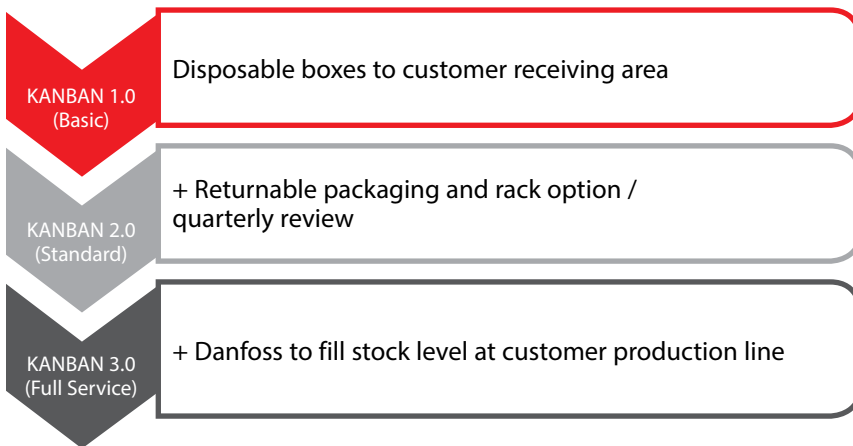 KANBAN 1.0
(Basic)
Disposable boxes to customer receiving area
KANBAN 2.0
(Standard)
+ Returnable packaging and rack option /
quarterly review
KANBAN 3.0
(Full Service)
+ Danfoss to fill stock level at customer production line